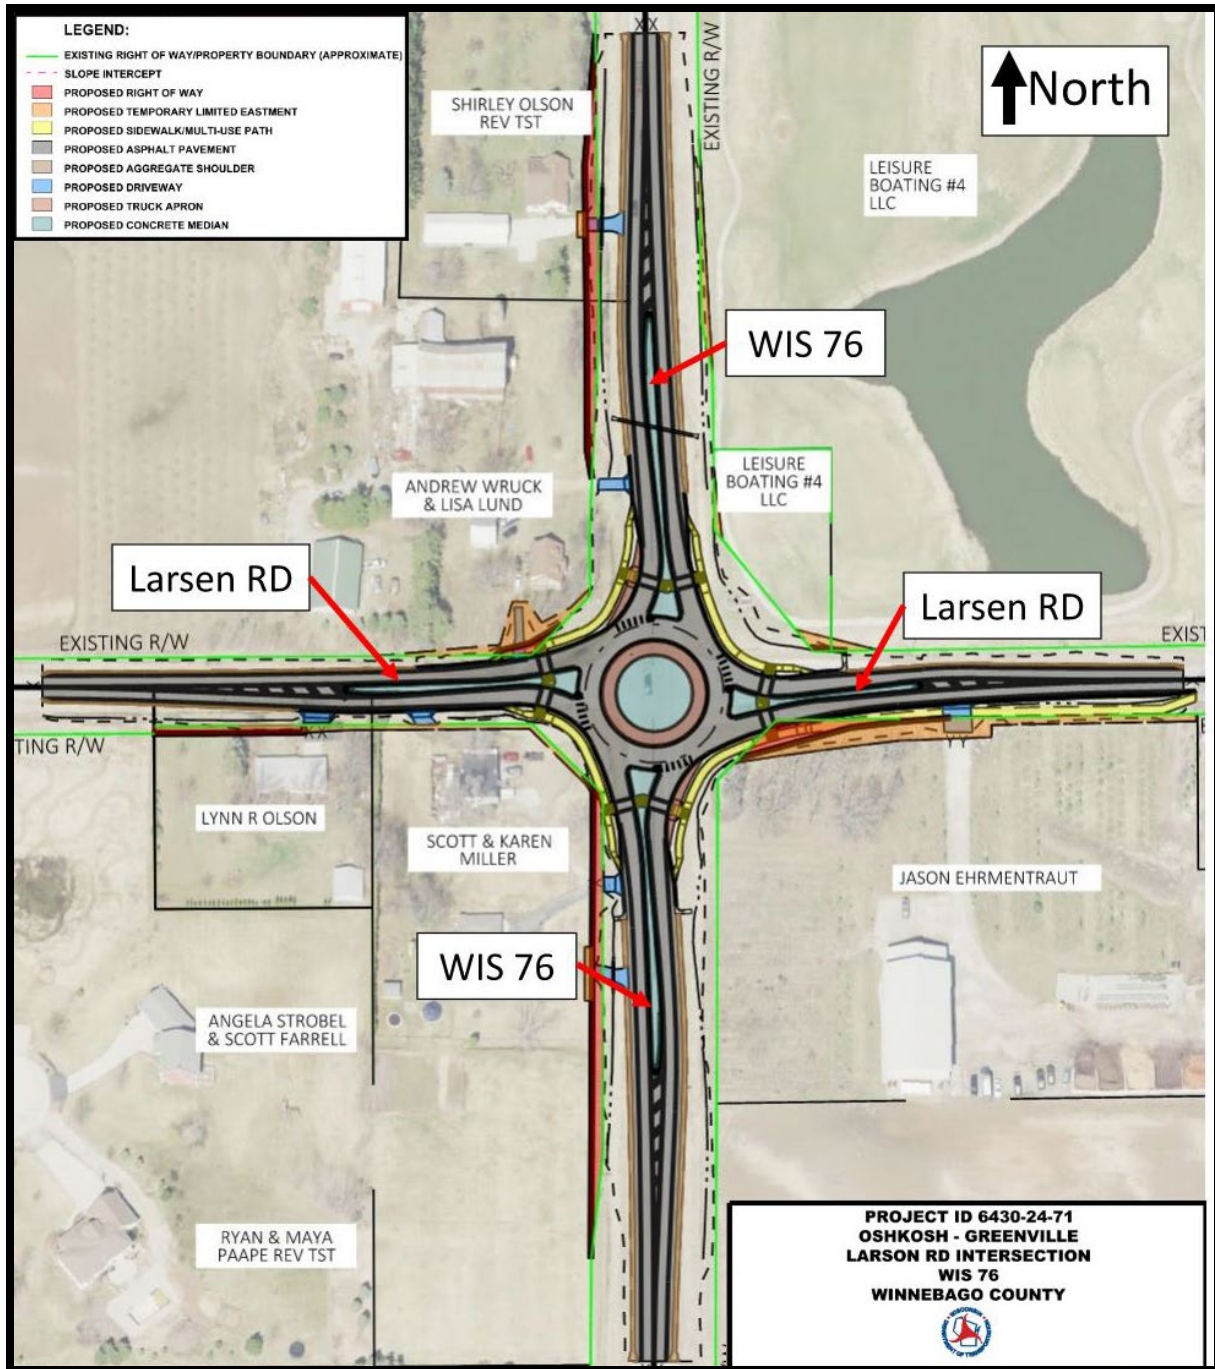 LEGEND:
EXISTING RIGHT OF WAY/PROPERTY BOUNDARY (APPROXIMATE)
SLOPE INTERCEPT
PROPOSED RIGHT OF WAY
PROPOSED TEMPORARY LIMITED EASTMENT
PROPOSED SIDEWALK/MULTI-USE PATH
PROPOSED ASPHALT PAVEMENT
PROPOSED AGGREGATE SHOULDER
PROPOSED DRIVEWAY
PROPOSED TRUCK APRON
PROPOSED CONCRETE MEDIAN
EXISTING R/W
North
SHIRLEY OLSON
REV TST
LEISURE
BOATING #4
LLC
WIS 76
ANDREW WRUCK
& LISA LUND
LEISURE
BOATING #4
LLC
Larsen RD
Larsen RD
EXISTING R/W
EXIST
TING R/W
LYNN R OLSON
SCOTT & KAREN
MILLER
JASON EHRMENTRAUT
WIS 76
ANGELA STROBEL
& SCOTT FARRELL
RYAN & MAYA
PAAPE REV TST
PROJECT ID 6430-24-71
OSHKOSH - GREENVILLE
LARSON RD INTERSECTION
WIS 76
WINNEBAGO COUNTY
WISCONSIN
DEPARTMENT OF TRANSPORTATION